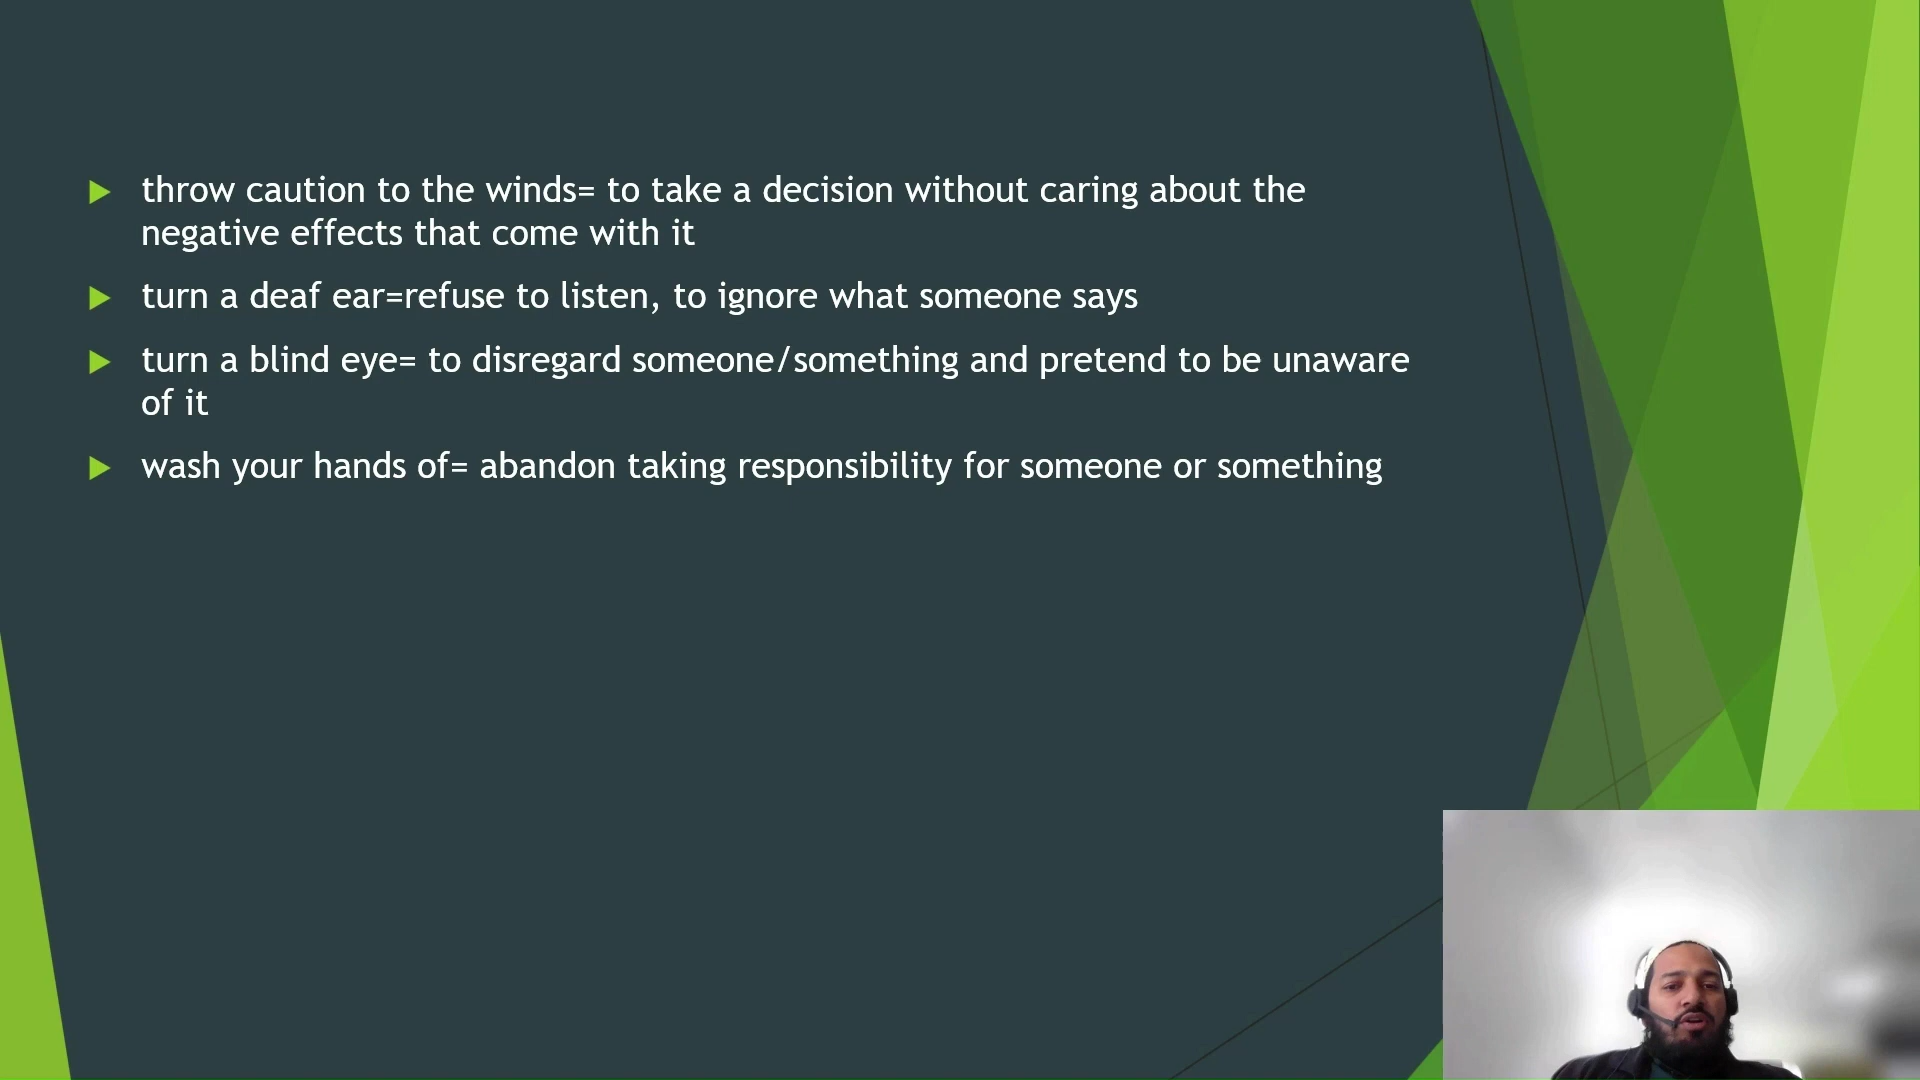 throw caution to the winds= to take a decision without caring about the
negative effects that come with it
turn a deaf ear=refuse to listen, to ignore what someone says
turn a blind eye= to disregard someone/something and pretend to be unaware
of it
wash your hands of= abandon taking responsibility for someone or something